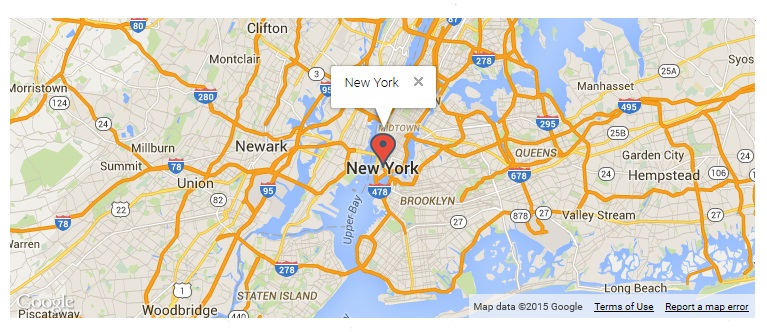 Clifton
80
Montclair
3
95
278
Syos
25A
Morristown
280
Manhasset
124
495
New York ×
24
MIDTOWN
295
25B
Millburn
Newark
QUEENS
Garden City
Summit
78
New York
678
Hempstead
106
24
Union
95
478
82
BROOKLYN
22
27
878
27
Valley Stream
78
Upper Bay
Warren
278
1
STATEN ISLAND
Long Beach
Google
Woodbridge
440
Piscataway
Map data ©2015 Google
Terms of Use
Report a map error